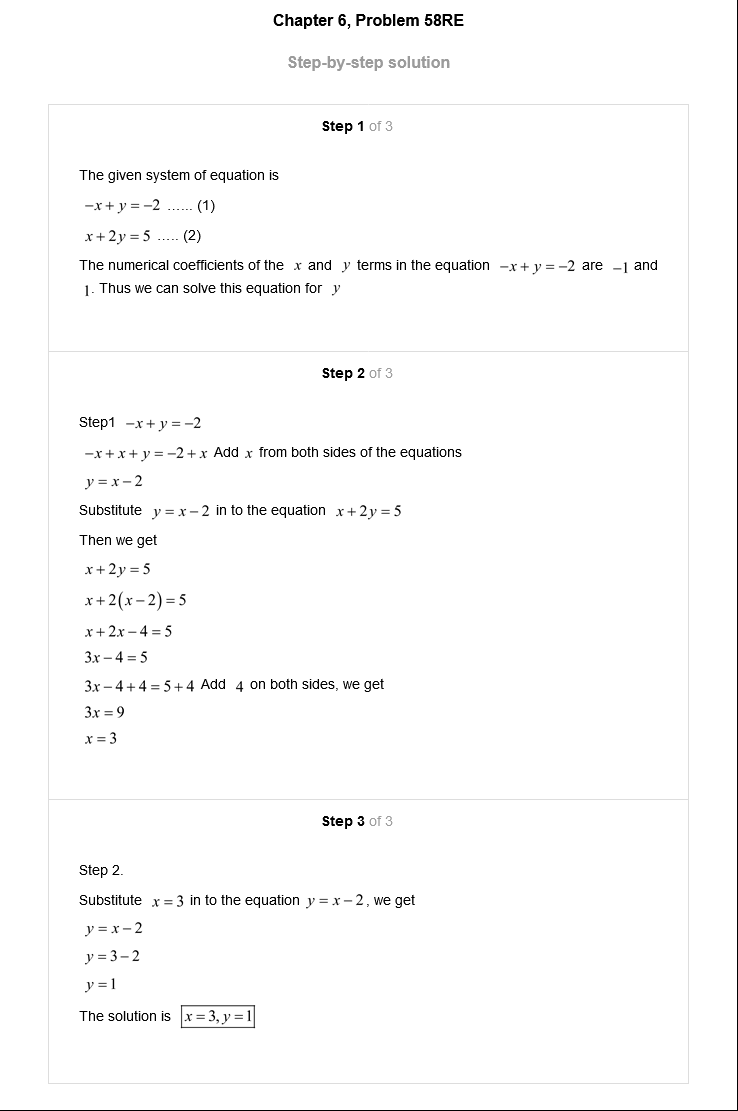 Chapter 6, Problem 58RE
Step-by-step solution
Step 1 of 3
The given system of equation is
−x + y = −2 ...... (1)
x + 2y = 5 ..... (2)
The numerical coefficients of the x and y terms in the equation −x + y = −2 are −1 and
1. Thus we can solve this equation for y
Step 2 of 3
Step1 −x + y = −2
−x + x + y = −2 + x Add x from both sides of the equations
y = x − 2
Substitute y = x − 2 in to the equation x + 2y = 5
Then we get
x + 2y = 5
x + 2(x − 2) = 5
x + 2x − 4 = 5
3x − 4 = 5
3x − 4 + 4 = 5 + 4 Add 4 on both sides, we get
3x = 9
x = 3
Step 3 of 3
Step 2.
Substitute x = 3 in to the equation y = x − 2, we get
y = x − 2
y = 3 − 2
y = 1
The solution is x = 3, y = 1